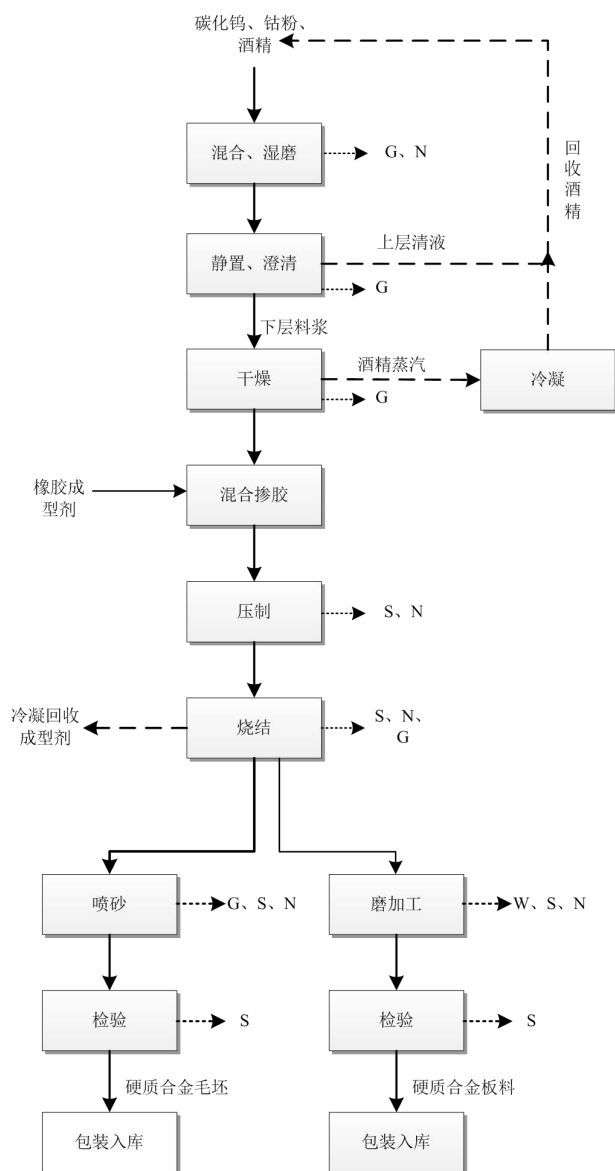 碳化钨、钴粉、
酒精
混合、湿磨
G、N
回
收
酒
精
静置、澄清
上层清液
G
下层料浆
干燥
酒精蒸汽
G
冷凝
橡胶成
型剂
混合掺胶
压制
S、N
冷凝回收
成型剂
烧结
S、N、
G
喷砂
G、S、N
磨加工
W、S、N
检验
S
检验
S
硬质合金毛坯
硬质合金板料
包装入库
包装入库